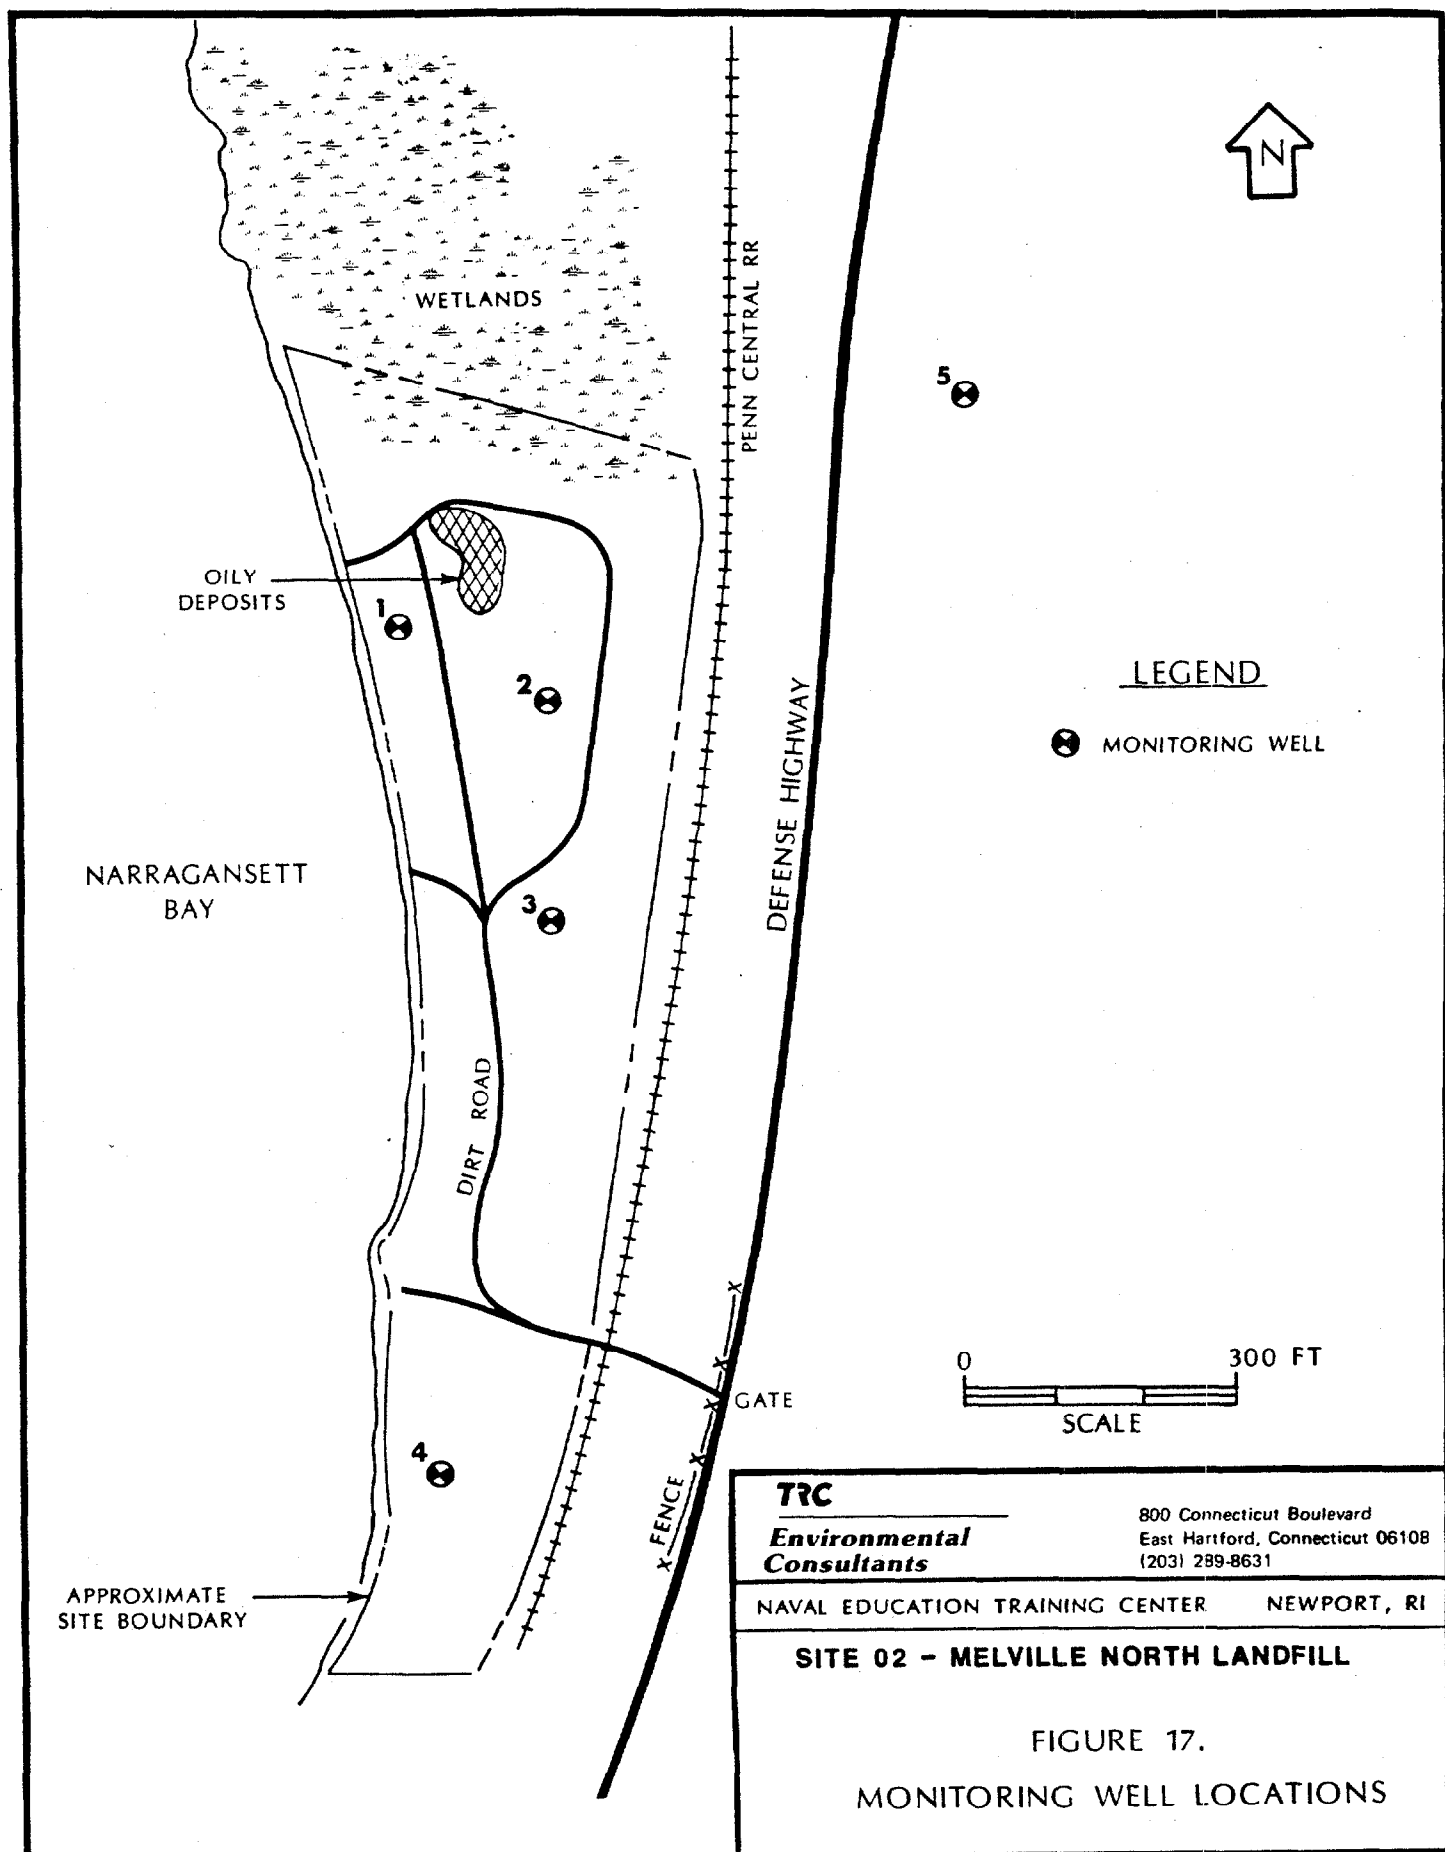 N
WETLANDS
PENN CENTRAL RR
5
OILY
DEPOSITS
1
2
LEGEND
MONITORING WELL
DEFENSE HIGHWAY
NARRAGANSETT
BAY
3
DIRT ROAD
X
0
300 FT
X
GATE
X
SCALE
4
X
FENCE
X
APPROXIMATE
SITE BOUNDARY
TRC
Environmental
Consultants
800 Connecticut Boulevard
East Hartford, Connecticut 06108
(203) 289-8631
NAVAL EDUCATION TRAINING CENTER NEWPORT, RI
SITE 02 - MELVILLE NORTH LANDFILL
FIGURE 17.
MONITORING WELL LOCATIONS